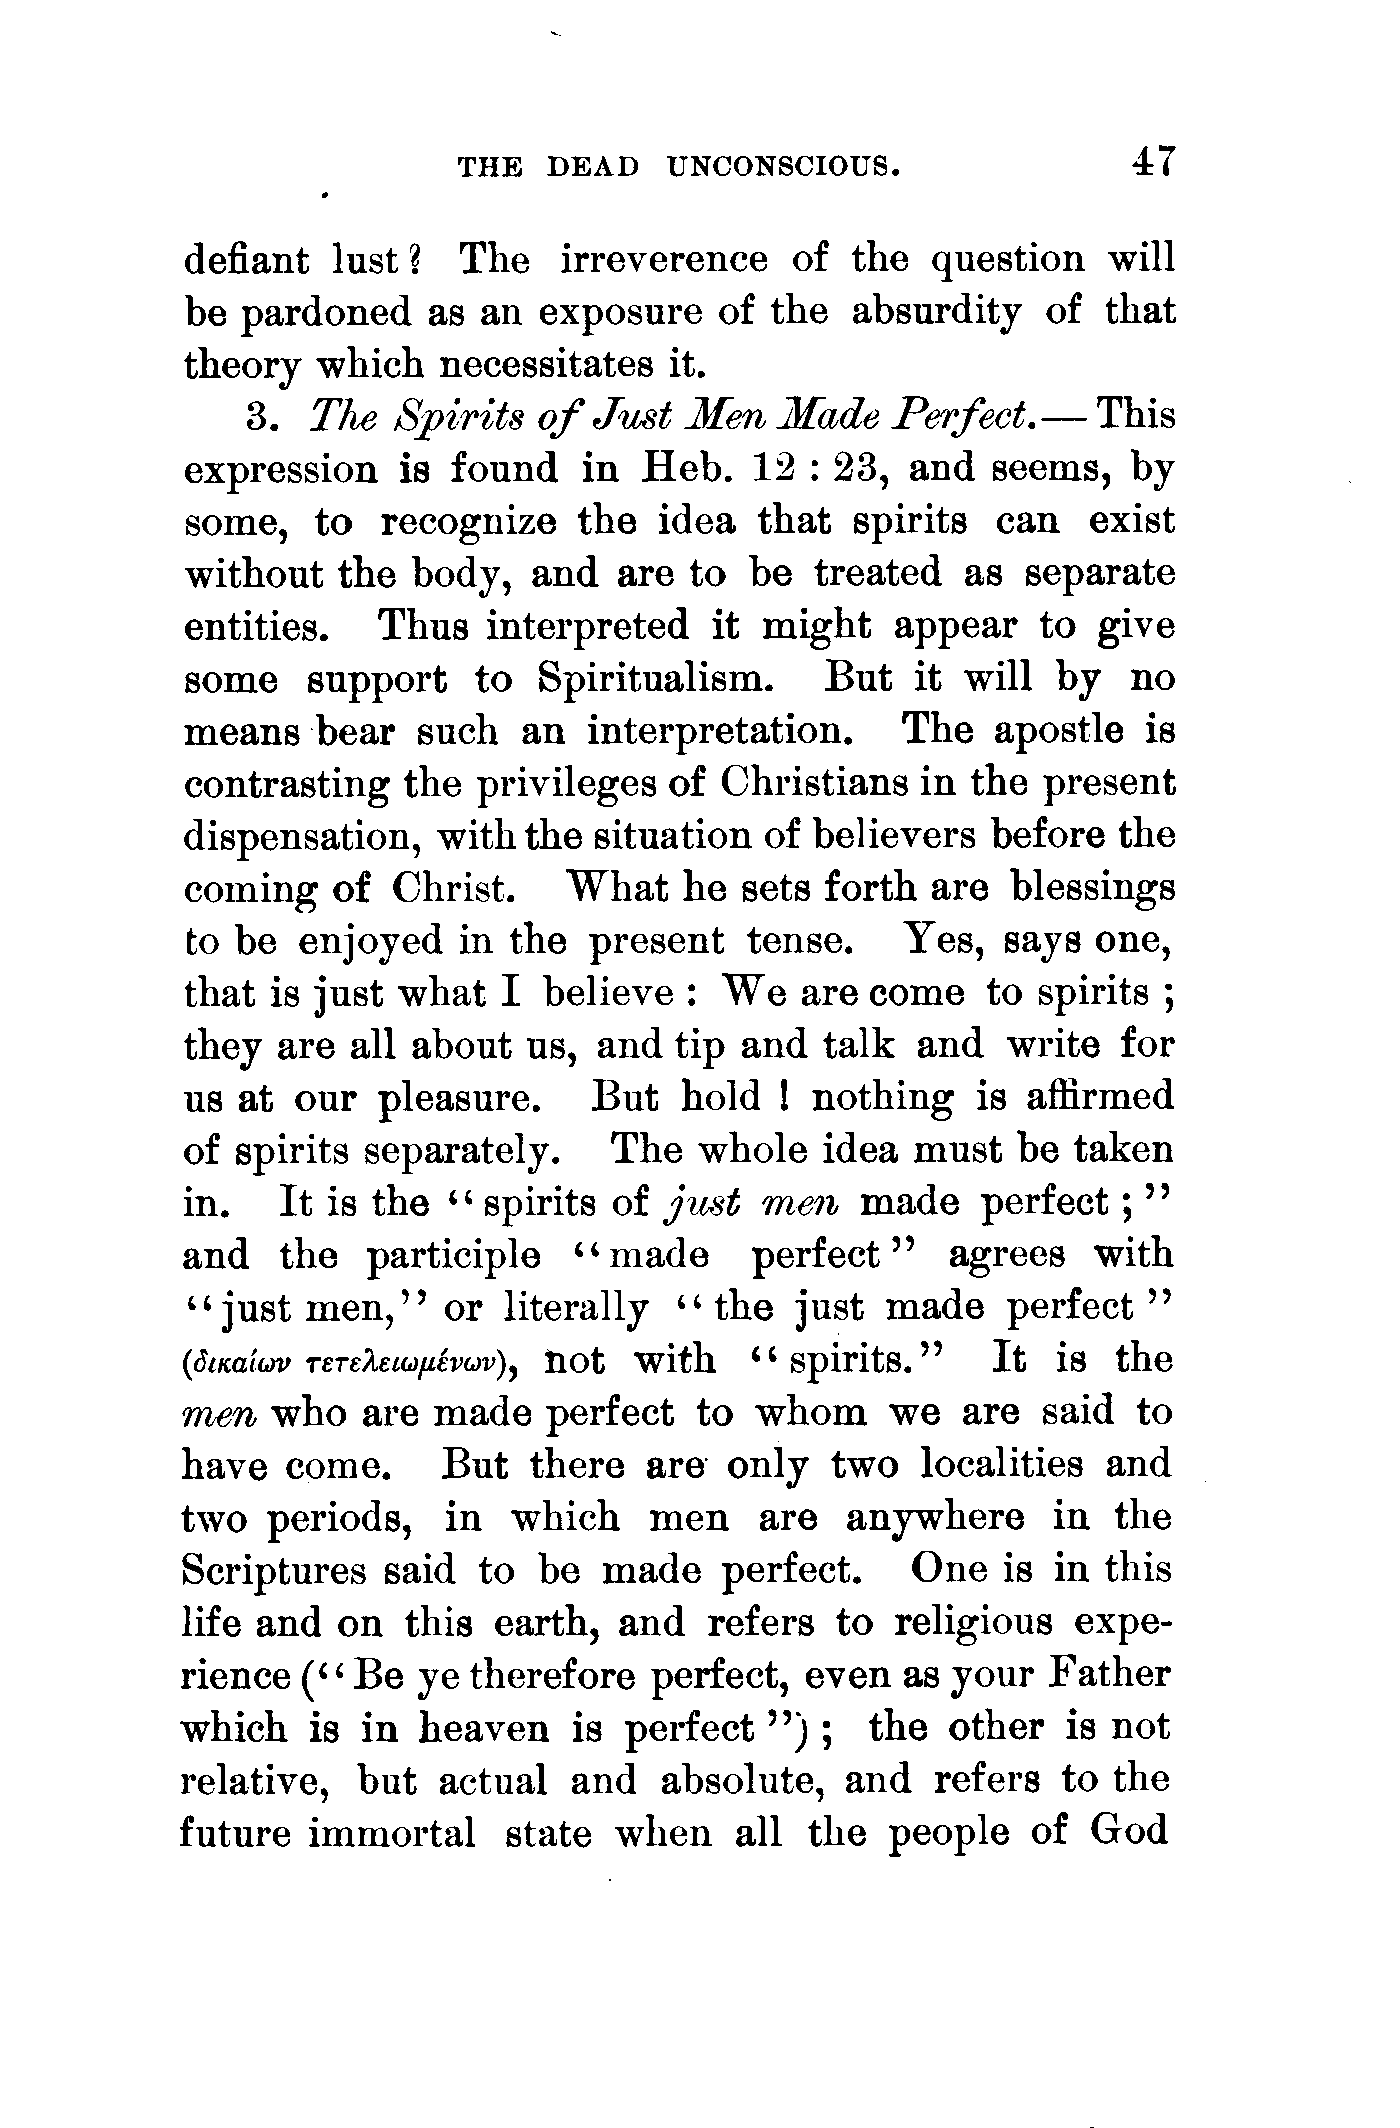 THE DEAD UNCONSCIOUS. 47
defiant lust? The irreverence of the question will
be pardoned as an exposure of the absurdity of that
theory which necessitates it.
3. The Spirits of Just Men Made Perfect.— This
expression is found in Heb. 12 : 23, and seems, by
some, to recognize the idea that spirits can exist
without the body, and are to be treated as separate
entities. Thus interpreted it might appear to give
some support to Spiritualism. But it will by no
means bear such an interpretation. The apostle is
contrasting the privileges of Christians in the present
dispensation, with the situation of believers before the
coming of Christ. What he sets forth are blessings
to be enjoyed in the present tense. Yes, says one,
that is just what I believe : We are come to spirits ;
they are all about us, and tip and talk and write for
us at our pleasure. But hold ! nothing is affirmed
of spirits separately. The whole idea must be taken
in. It is the “ spirits of just men made perfect ; ”
and the participle “ made perfect ” agrees with
“just men,” or literally “ the just made perfect ”
(δικαίων τετελειωμένων), not with “ spirits.” It is the
men who are made perfect to whom we are said to
have come. But there are only two localities and
two periods, in which men are anywhere in the
Scriptures said to be made perfect. One is in this
life and on this earth, and refers to religious expe-
rience (“ Be ye therefore perfect, even as your Father
which is in heaven is perfect ”) ; the other is not
relative, but actual and absolute, and refers to the
future immortal state when all the people of God